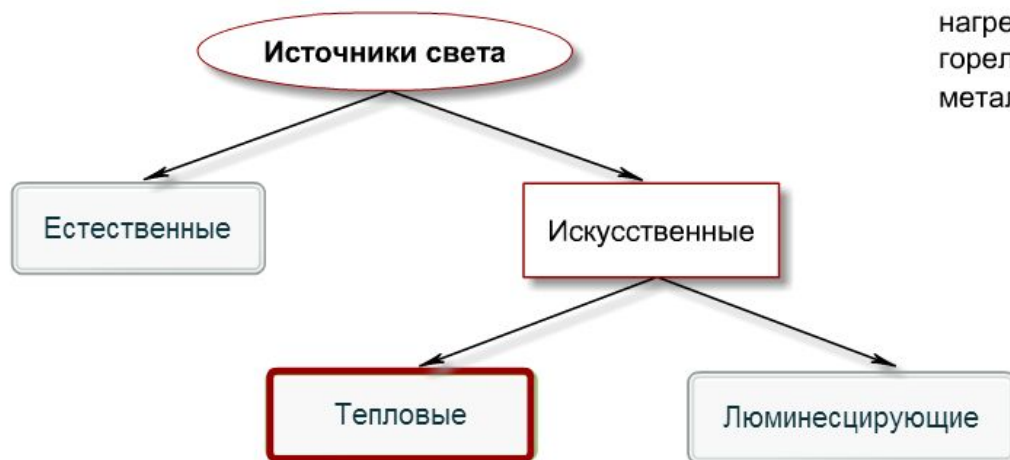 Источники света
Естественные
Искусственные
Тепловые
Люминесцирующие